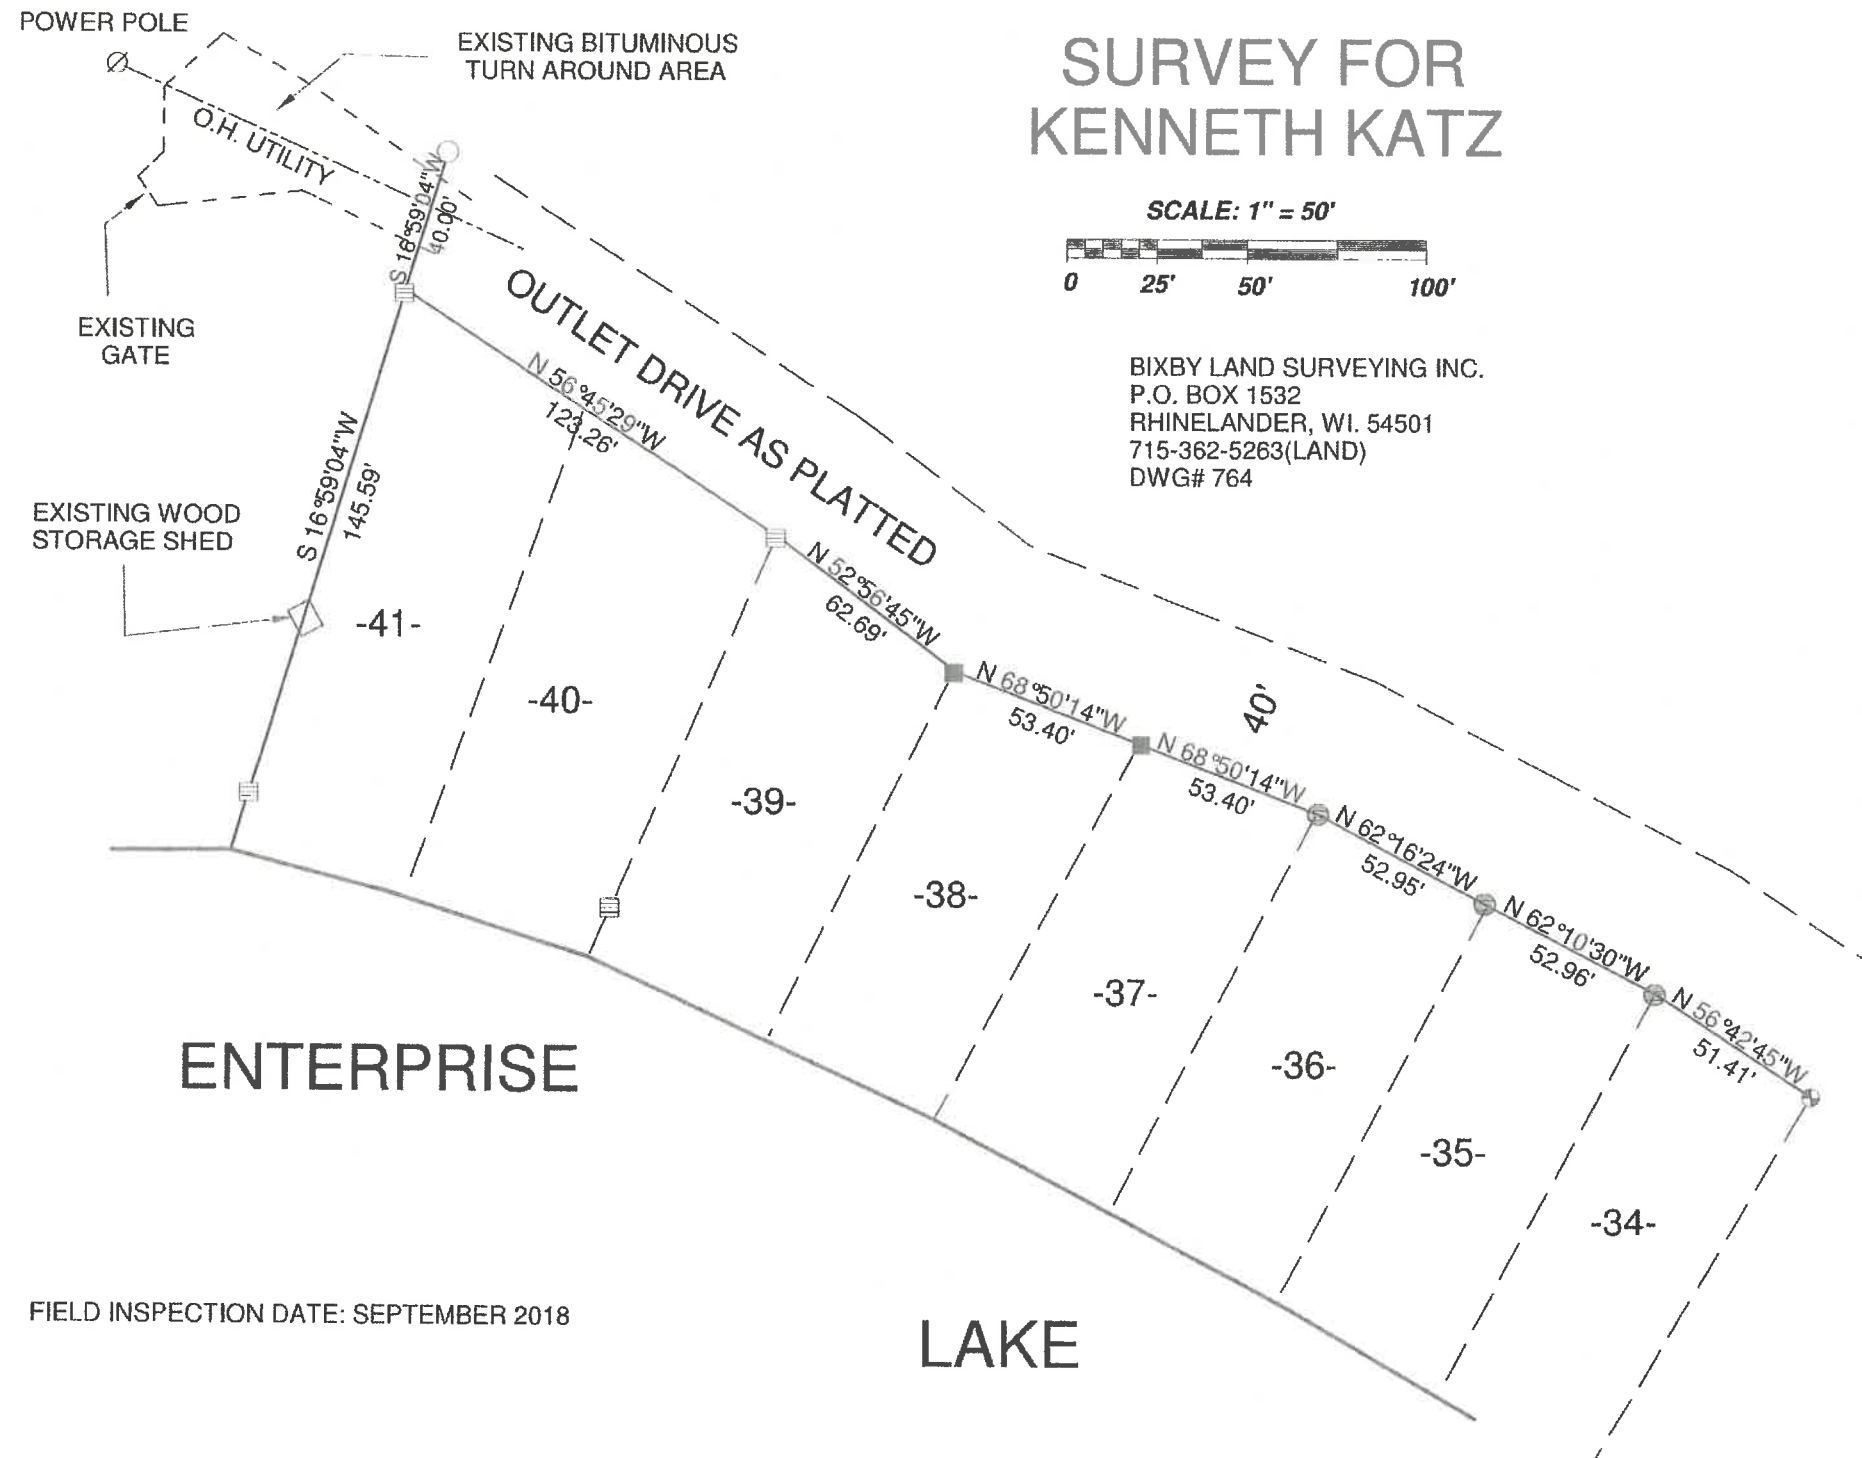 POWER POLE
EXISTING BITUMINOUS
TURN AROUND AREA
O.H. UTILITY
SURVEY FOR
KENNETH KATZ
SCALE: 1" = 50'
0 25' 50' 100'
BIXBY LAND SURVEYING INC.
P.O. BOX 1532
RHINELANDER, WI. 54501
715-362-5263(LAND)
DWG# 764
S 16°59'04"W
40.00'
EXISTING
GATE
OUTLET DRIVE AS PLATTED
N 56°45'29"W
123.26'
S 16°59'04"W
145.59'
EXISTING WOOD
STORAGE SHED
N 52°56'45"W
62.69'
N 68°50'14"W
53.40'
N 68°50'14"W
53.40'
40'
N 62°16'24"W
52.95'
N 62°10'30"W
52.96'
N 56°42'45"W
51.41'
-41-
-40-
-39-
-38-
-37-
-36-
-35-
-34-
ENTERPRISE
LAKE
FIELD INSPECTION DATE: SEPTEMBER 2018